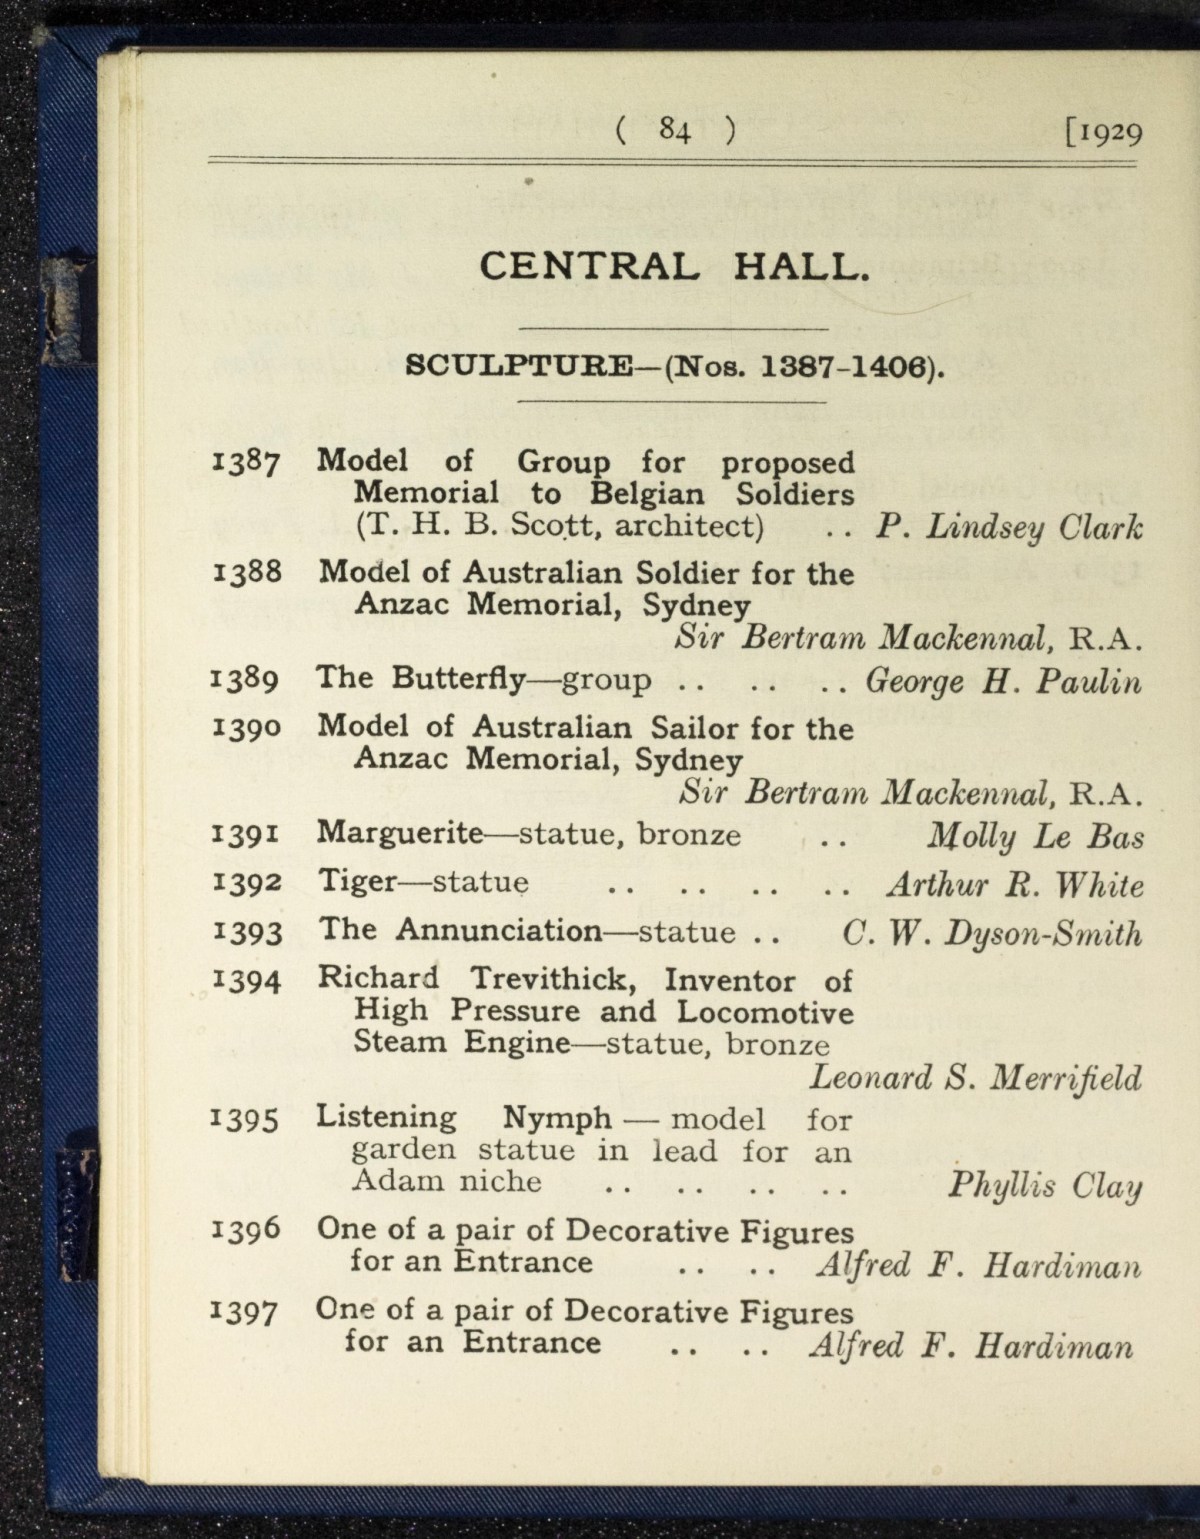 ( 84 ) [1929
CENTRAL HALL.
SCULPTURE—(Nos. 1387-1406).
1387 Model of Group for proposed
Memorial to Belgian Soldiers
(T. H. B. Scott, architect) .. P. Lindsey Clark
1388 Model of Australian Soldier for the
Anzac Memorial, Sydney
Sir Bertram Mackennal, R.A.
1389 The Butterfly—group .. .. .. George H. Paulin
1390 Model of Australian Sailor for the
Anzac Memorial, Sydney
Sir Bertram Mackennal, R.A.
1391 Marguerite—statue, bronze .. Molly Le Bas
1392 Tiger—statue .. .. .. .. Arthur R. White
1393 The Annunciation—statue .. C. W. Dyson-Smith
1394 Richard Trevithick, Inventor of
High Pressure and Locomotive
Steam Engine—statue, bronze
Leonard S. Merrifield
1395 Listening Nymph — model for
garden statue in lead for an
Adam niche .. .. .. .. Phyllis Clay
1396 One of a pair of Decorative Figures
for an Entrance .. .. Alfred F. Hardiman
1397 One of a pair of Decorative Figures
for an Entrance .. .. Alfred F. Hardiman